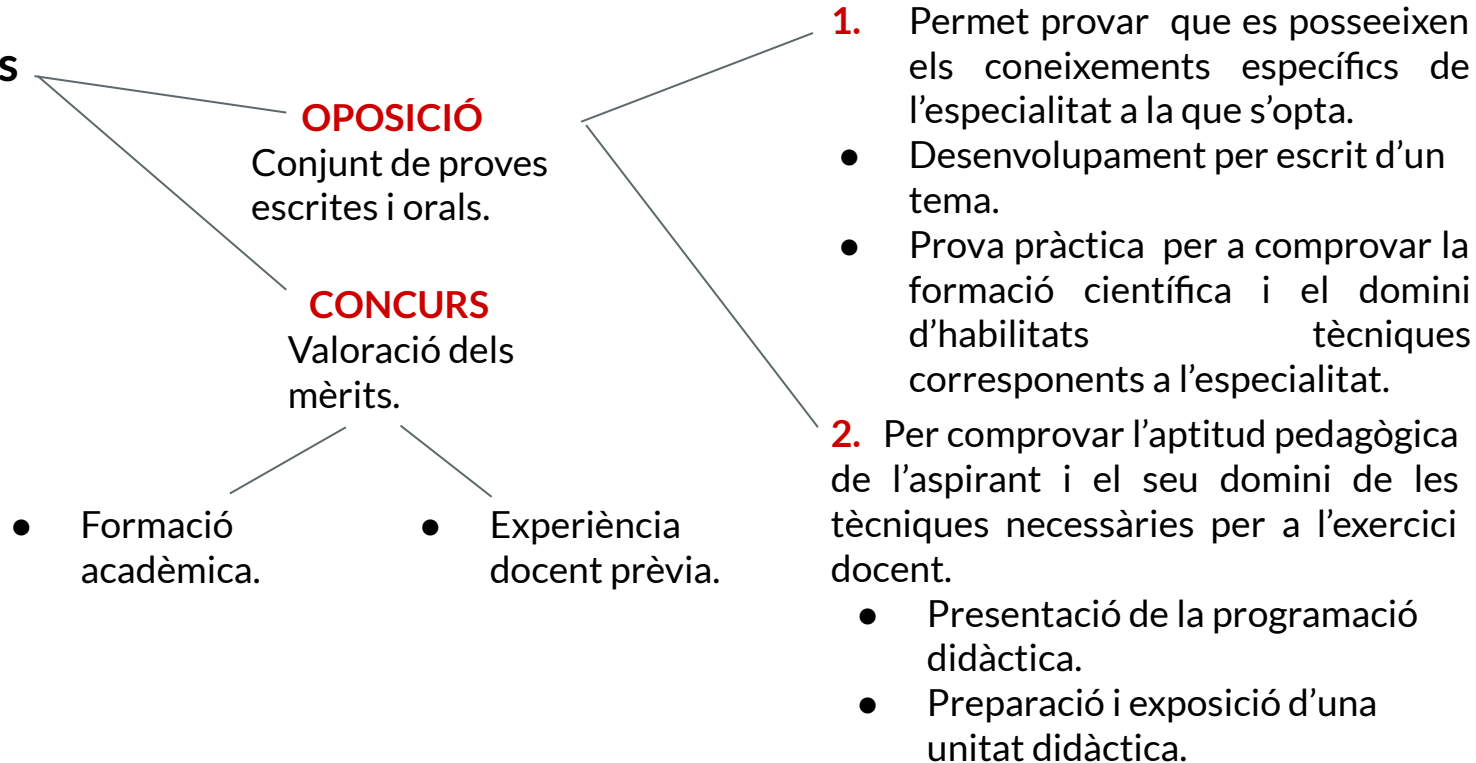 s
OPOSICIÓ
Conjunt de proves
escrites i orals.
CONCURS
Valoració dels
mèrits.
● Formació
acadèmica.
● Experiència
docent prèvia.
1. Permet provar que es posseeixen
els coneixements específics de
l’especialitat a la que s’opta.
● Desenvolupament per escrit d’un
tema.
● Prova pràctica per a comprovar la
formació científica i el domini
d’habilitats tècniques
corresponents a l’especialitat.
2. Per comprovar l’aptitud pedagògica
de l’aspirant i el seu domini de les
tècniques necessàries per a l’exercici
docent.
● Presentació de la programació
didàctica.
● Preparació i exposició d’una
unitat didàctica.